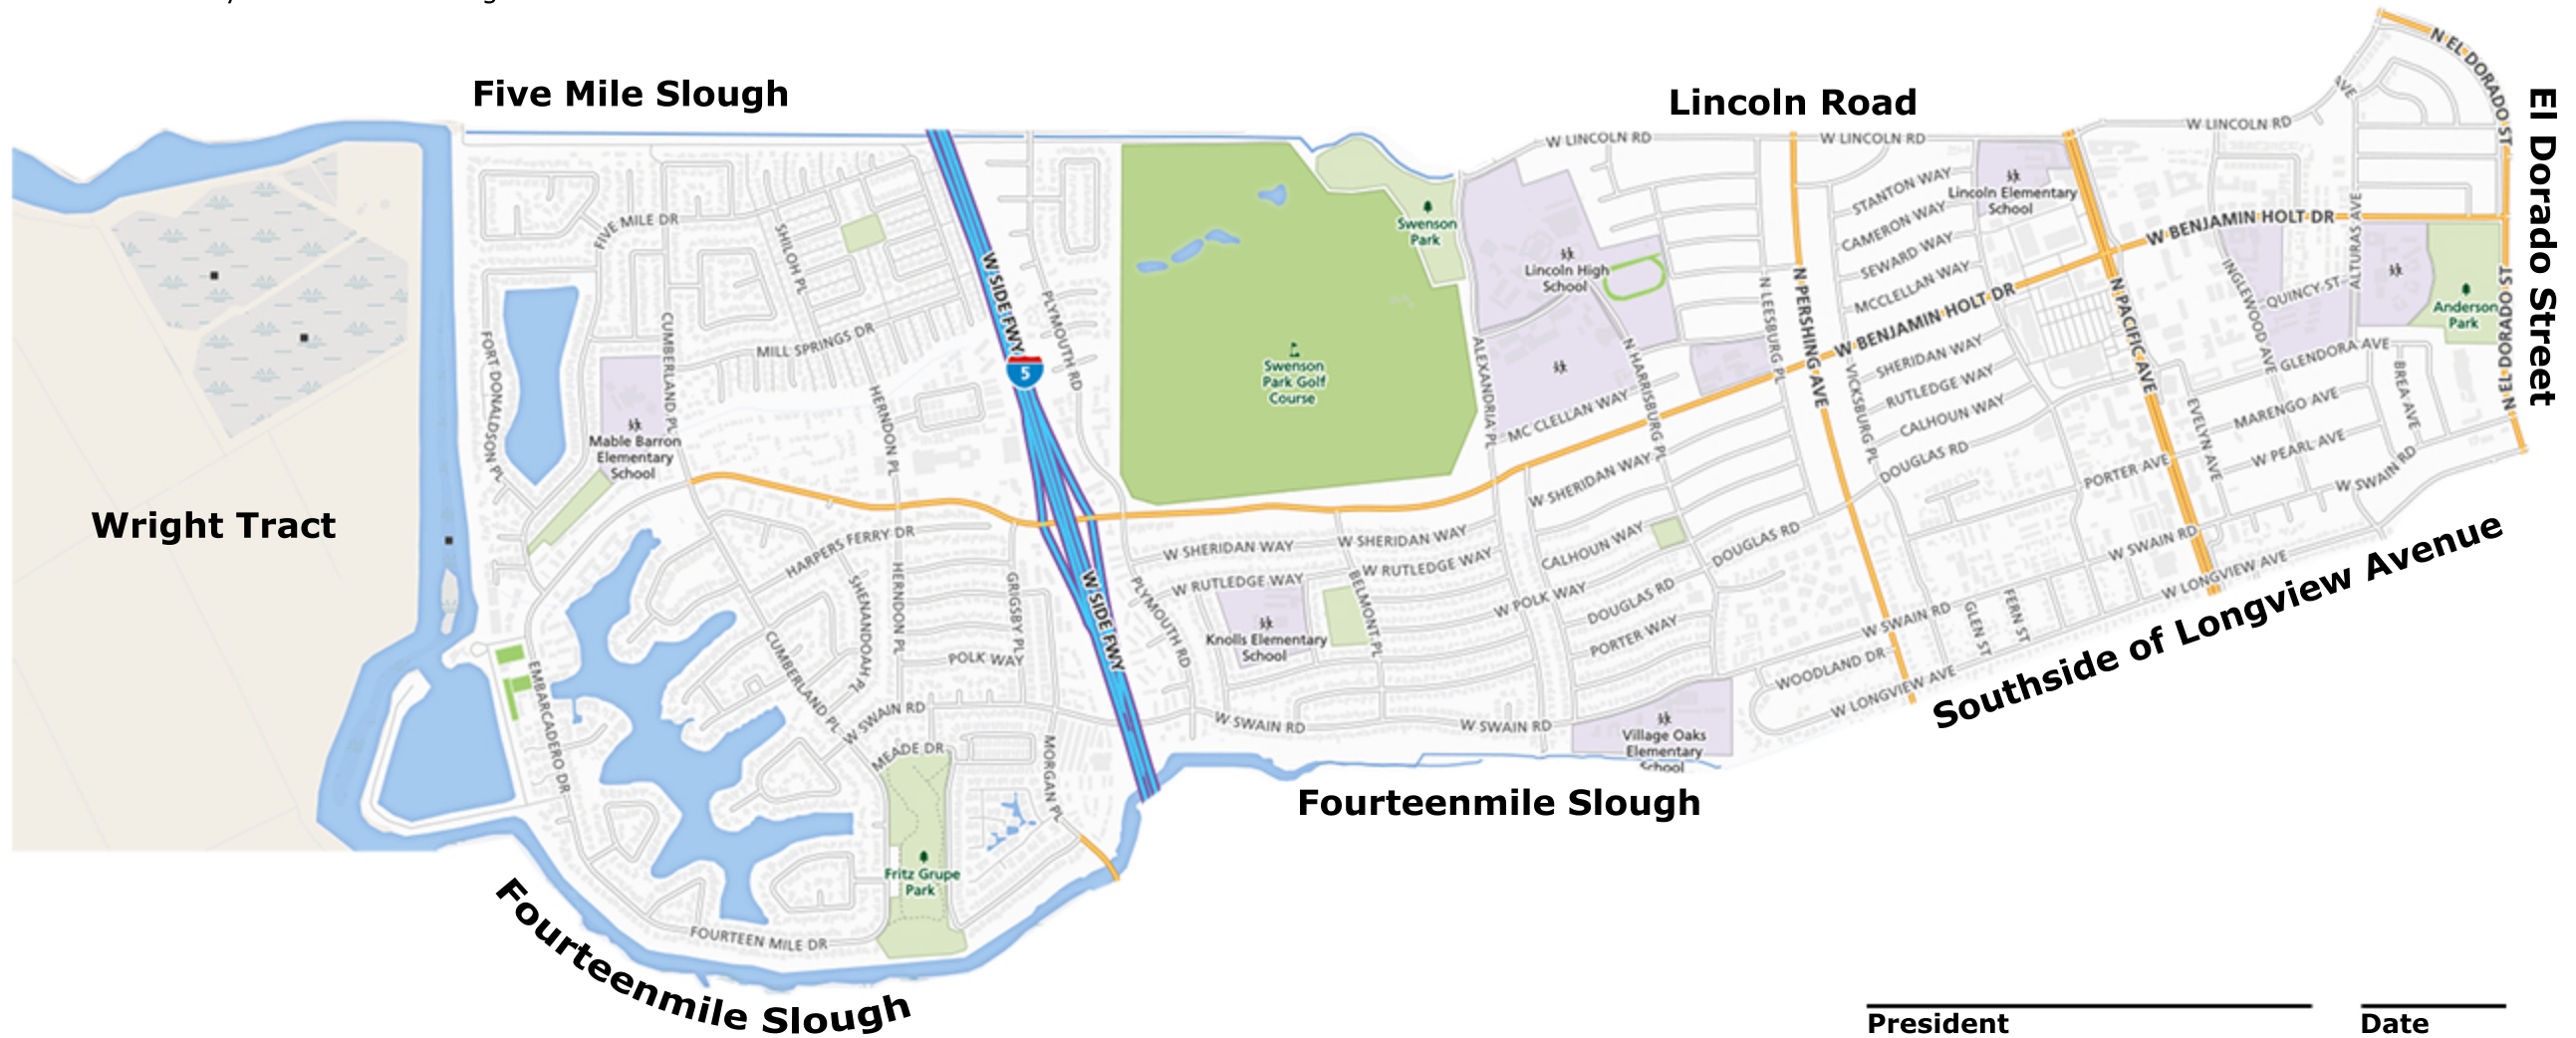 Five Mile Slough
Lincoln Road
El Dorado Street
Wright Tract
Southside of Longview Avenue
Fourteenmile Slough
Fourteenmile Slough
N EL DORADO ST
N EL DORADO ST
AVE
W LINCOLN RD
W LINCOLN RD
W LINCOLN RD
STANTON WAY
CAMERON WAY
SEWARD WAY
MCCLELLAN WAY
W BENJAMIN HOLT DR
W BENJAMIN HOLT DR
Lincoln Elementary
School
Swenson
Park
Lincoln High
School
Swenson
Park Golf
Course
Anderson
Park
FIVE MILE DR
SHILOH PL
W SIDE FWY
5
PLYMOUTH RD
MILL SPRINGS DR
CUMBERLAND PL
FORT DONALDSON PL
Mable Barron
Elementary
School
HERNDON PL
ALEXANDRIA PL
N HARRISBURG PL
MC CLELLAN WAY
N LEESBURG PL
N PERSHING AVE
VICKSBURG PL
SHERIDAN WAY
RUTLEDGE WAY
CALHOUN WAY
DOUGLAS RD
N PACIFIC AVE
INGLEWOOD AVE
QUINCY ST
ALTURAS AVE
GLENDORA AVE
MARENGO AVE
BREA AVE
W PEARL AVE
EVELYN AVE
PORTER AVE
W SWAIN RD
W SWAIN RD
W LONGVIEW AVE
HARPERS FERRY DR
W SHERIDAN WAY
W SHERIDAN WAY
W SHERIDAN WAY
W RUTLEDGE WAY
W RUTLEDGE WAY
CALHOUN WAY
DOUGLAS RD
W POLK WAY
DOUGLAS RD
PORTER WAY
BELMONT PL
Knolls Elementary
School
PLYMOUTH RD
W SIDE FWY
GRIGSBY PL
HERNDON PL
SHENANDOAH PL
POLK WAY
CUMBERLAND PL
EMBARCADERO DR
W SWAIN RD
MEADE DR
MORGAN PL
W SWAIN RD
W SWAIN RD
Village Oaks
Elementary
School
W SWAIN RD
WOODLAND DR
W LONGVIEW AVE
GLEN ST
FERN ST
Fritz Grupe
Park
FOURTEEN MILE DR
President
Date